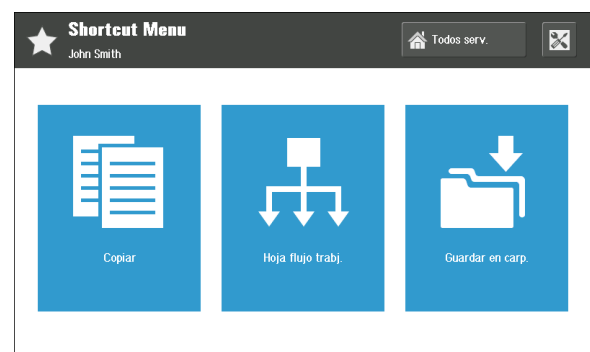 Shortcut Menu
John Smith
Todos serv.
Copiar
Hoja flujo trabj.
Guardar en carp.